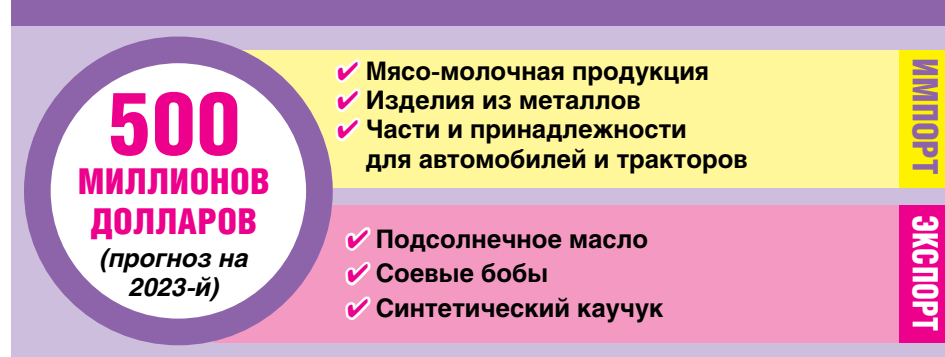 500
МИЛЛИОНОВ
ДОЛЛАРОВ
(прогноз на
2023-й)
✔ Мясо-молочная продукция
✔ Изделия из металлов
✔ Части и принадлежности
для автомобилей и тракторов
ИМПОРТ
✔ Подсолнечное масло
✔ Соевые бобы
✔ Синтетический каучук
ЭКСПОРТ